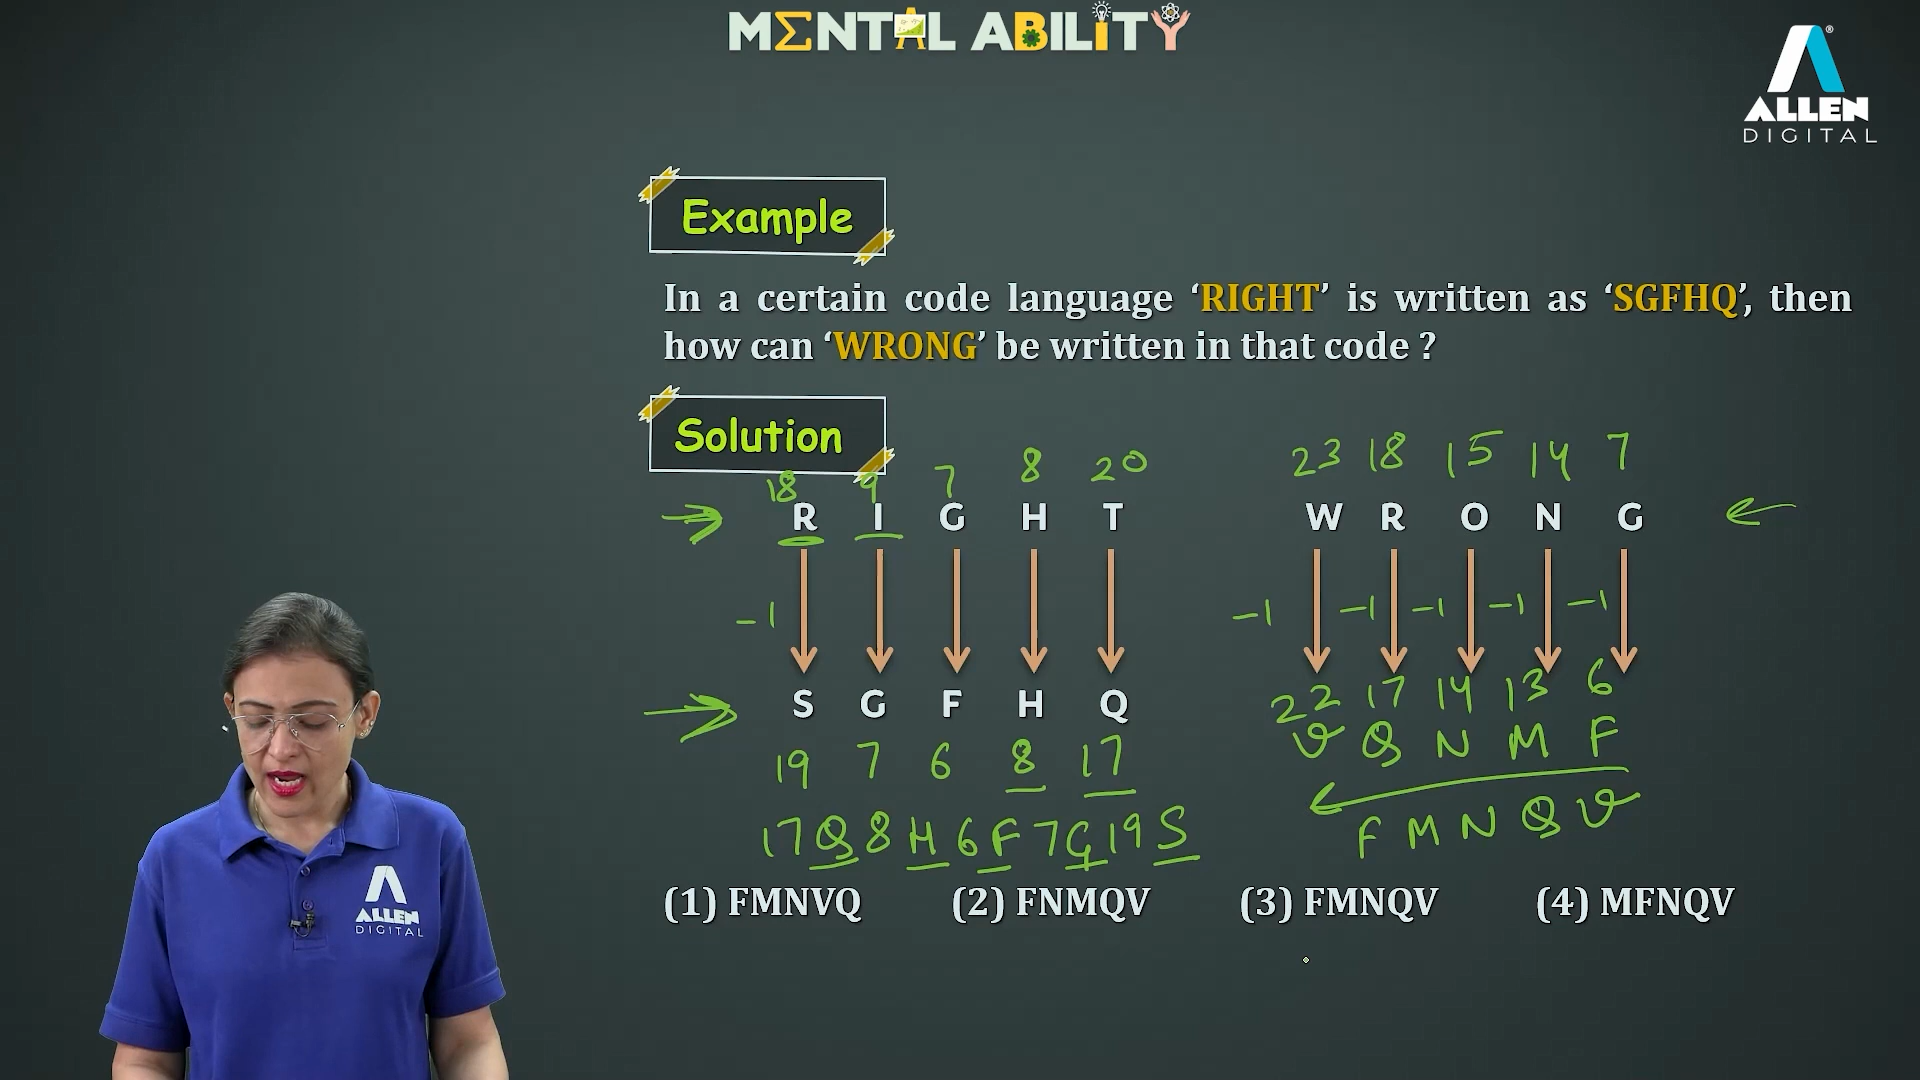 MΣNTAL ABILITY
ALLEN
DIGITAL
Example
In a certain code language ‘RIGHT’ is written as ‘SGFHQ’, then
how can ‘WRONG’ be written in that code ?
Solution
18 9 7 8 20
R I G H T
-1
S G F H Q
19 7 6 8 17
17 Q 8 H 6 F 7 G 19 S
23 18 15 14 7
W R O N G
-1 -1 -1 -1 -1
22 17 14 13 6
V Q N M F
F M N Q V
(1) FMNVQ (2) FNMQV (3) FMNQV (4) MFNQV
ALLEN
DIGITAL